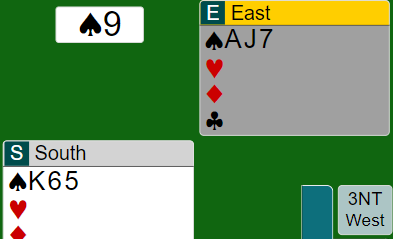 ♠9
E East
♠AJ7
♥
♦
♣
S South
♠K65
♥
♦
3NT
West